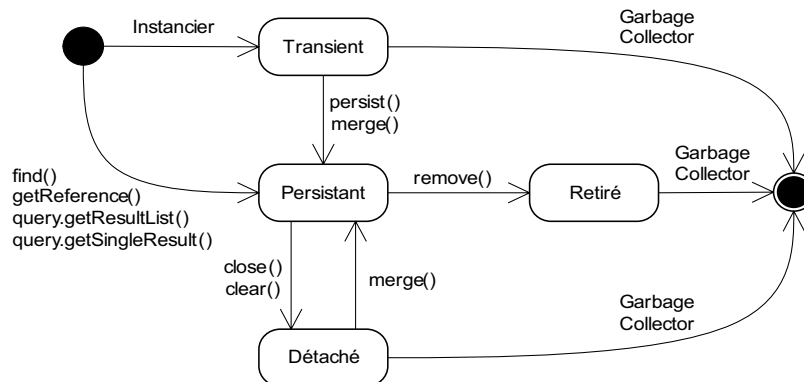 Instancier
Transient
Garbage
Collector
persist()
merge()
find()
getReference()
query.getResultList()
query.getSingleResult()
Persistant
remove()
Retiré
Garbage
Collector
close()
clear()
merge()
Garbage
Collector
Détaché